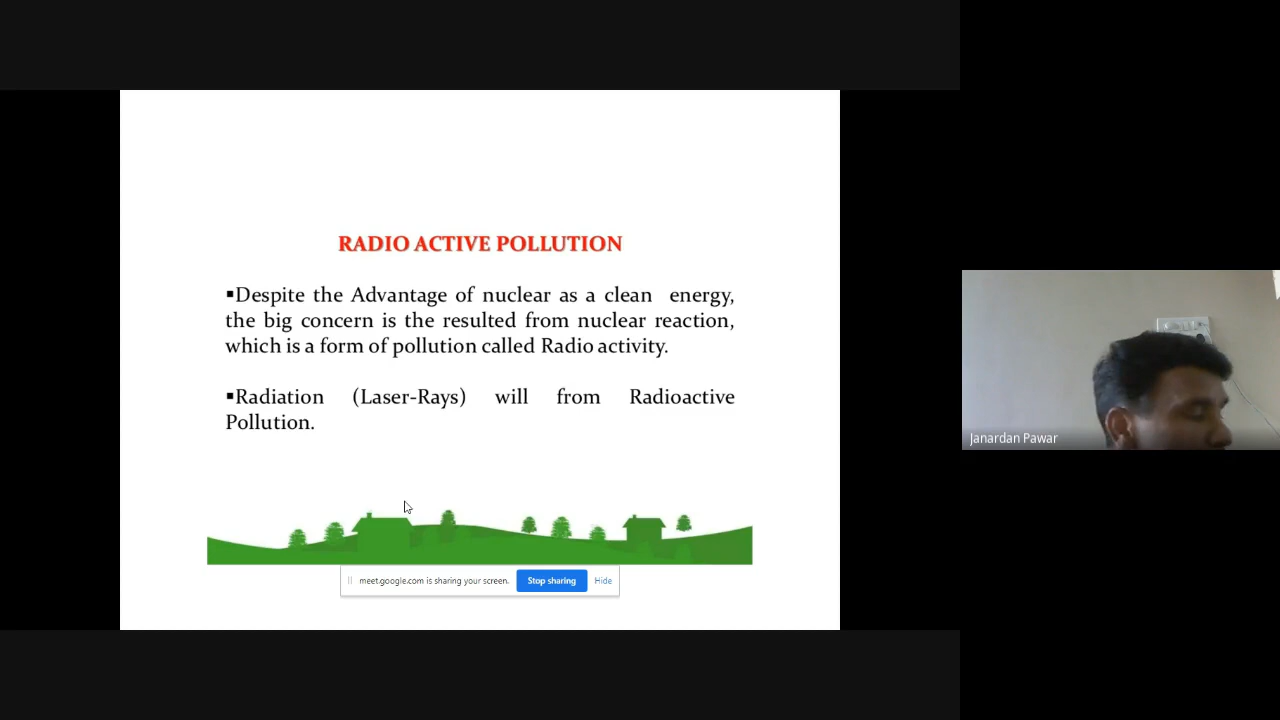 RADIO ACTIVE POLLUTION
▪Despite the Advantage of nuclear as a clean energy,
the big concern is the resulted from nuclear reaction,
which is a form of pollution called Radio activity.
▪Radiation (Laser-Rays) will from Radioactive
Pollution.
meet.google.com is sharing your screen. Stop sharing Hide
Janardan Pawar